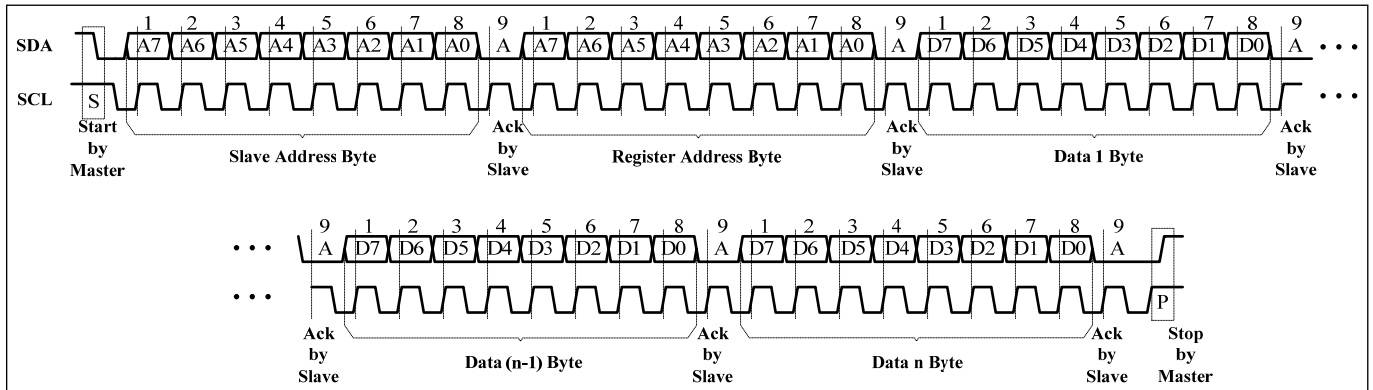 1 2 3 4 5 6 7 8 9 1 2 3 4 5 6 7 8 9 1 2 3 4 5 6 7 8 9
SDA A7 A6 A5 A4 A3 A2 A1 A0 A A7 A6 A5 A4 A3 A2 A1 A0 A D7 D6 D5 D4 D3 D2 D1 D0 A • • •
SCL S • • •
Start by Master
Slave Address Byte
Ack by Slave
Register Address Byte
Ack by Slave
Data 1 Byte
Ack by Slave
9 1 2 3 4 5 6 7 8 9 1 2 3 4 5 6 7 8 9
• • • A D7 D6 D5 D4 D3 D2 D1 D0 A D7 D6 D5 D4 D3 D2 D1 D0 A
• • • P
Ack by Slave
Data (n-1) Byte
Ack by Slave
Data n Byte
Ack by Slave
Stop by Master